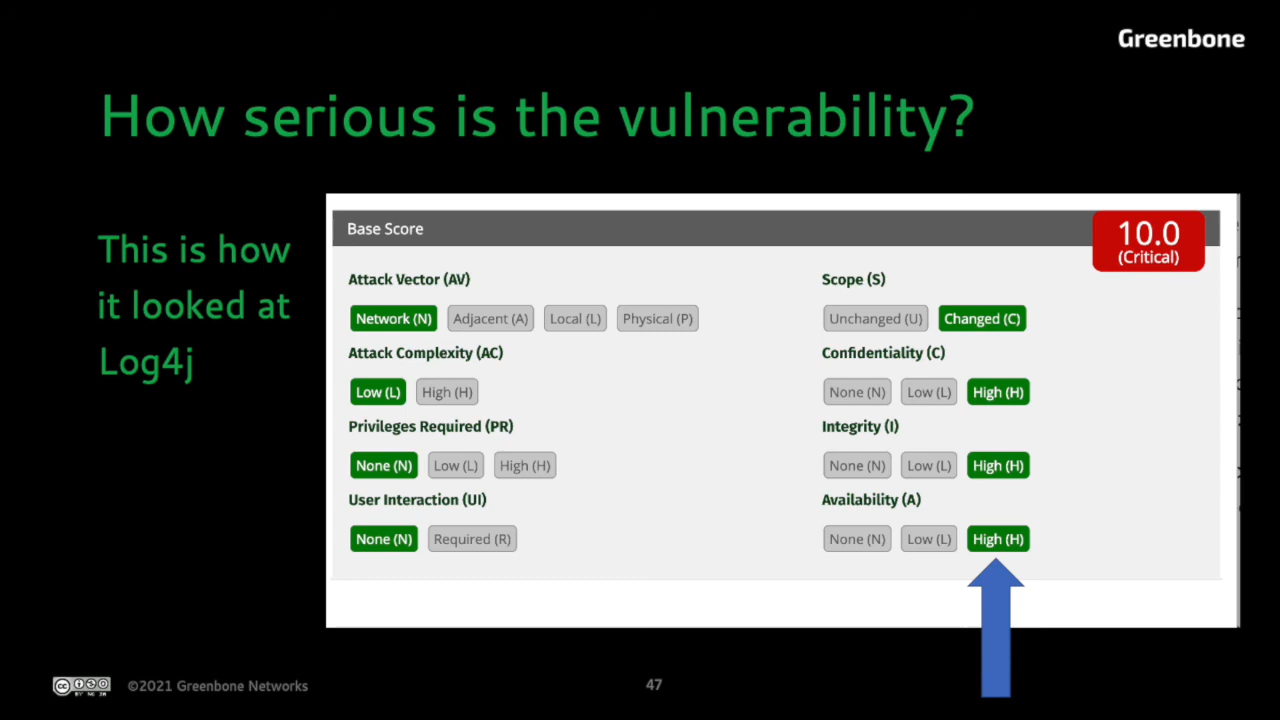 Greenbone
How serious is the vulnerability?
This is how
it looked at
Log4j
Base Score
10.0
(Critical)
Attack Vector (AV)
Network (N) Adjacent (A) Local (L) Physical (P)
Attack Complexity (AC)
Low (L) High (H)
Privileges Required (PR)
None (N) Low (L) High (H)
User Interaction (UI)
None (N) Required (R)
Scope (S)
Unchanged (U) Changed (C)
Confidentiality (C)
None (N) Low (L) High (H)
Integrity (I)
None (N) Low (L) High (H)
Availability (A)
None (N) Low (L) High (H)
©2021 Greenbone Networks
47